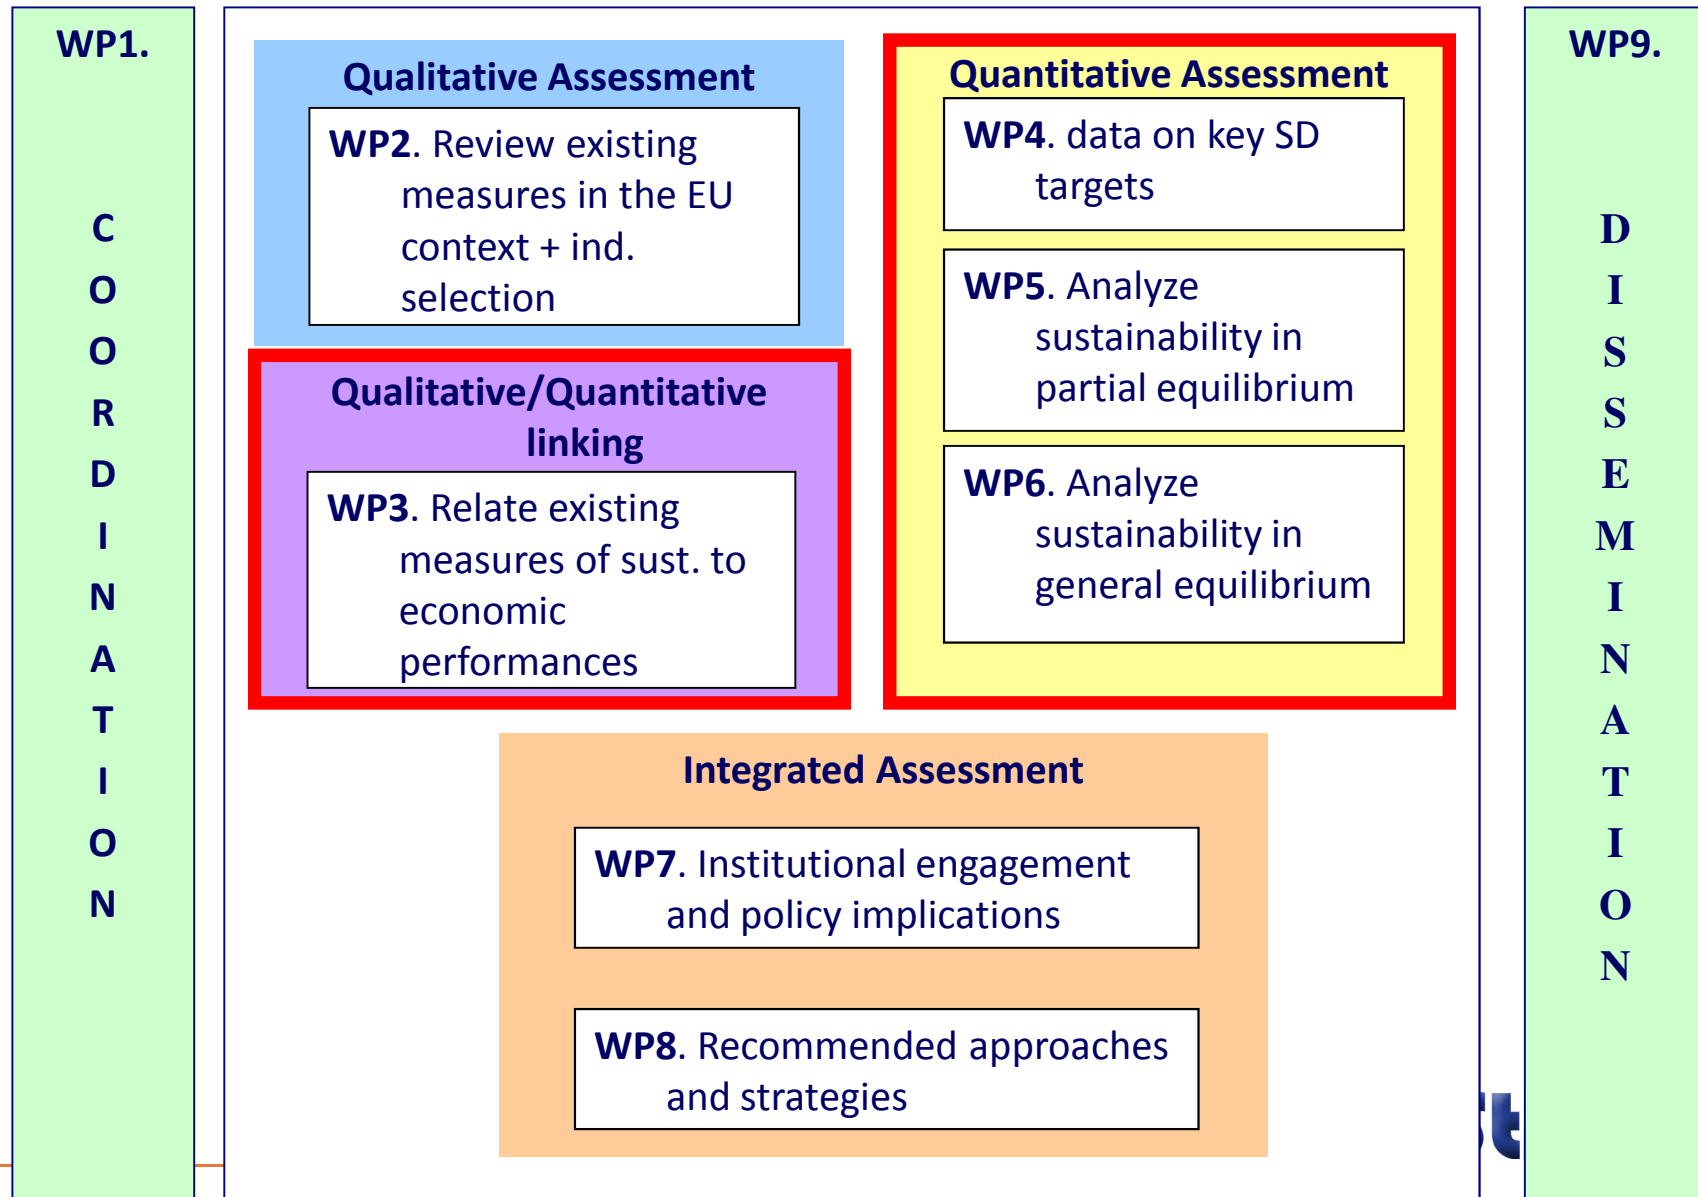 WP1.
C
O
O
R
D
I
N
A
T
I
O
N
Qualitative Assessment
WP2. Review existing
measures in the EU
context + ind.
selection
Qualitative/Quantitative
linking
WP3. Relate existing
measures of sust. to
economic
performances
Quantitative Assessment
WP4. data on key SD
targets
WP5. Analyze
sustainability in
partial equilibrium
WP6. Analyze
sustainability in
general equilibrium
Integrated Assessment
WP7. Institutional engagement
and policy implications
WP8. Recommended approaches
and strategies
WP9.
D
I
S
S
E
M
I
N
A
T
I
O
N